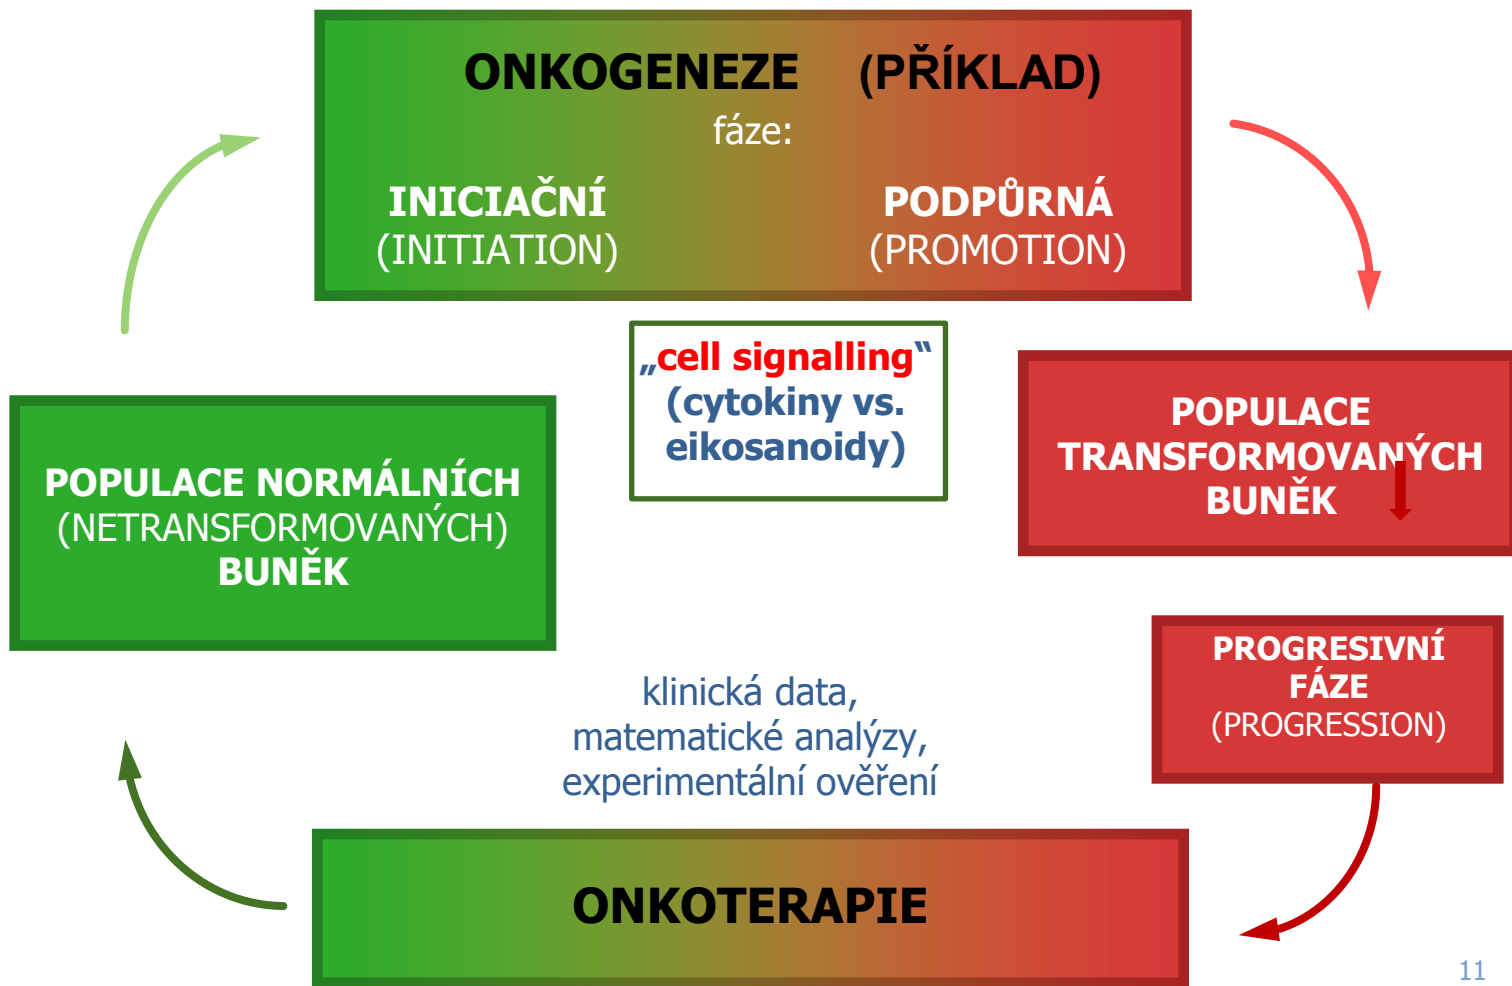 ONKOGENEZE (PŘÍKLAD)
fáze:
INICIAČNÍ
(INITIATION)
PODPŮRNÁ
(PROMOTION)
„cell signalling“
(cytokiny vs.
eikosanoidy)
POPULACE NORMÁLNÍCH
(NETRANSFORMOVANÝCH)
BUNĚK
POPULACE
TRANSFORMOVANÝCH
BUNĚK
PROGRESIVNÍ
FÁZE
(PROGRESSION)
klinická data,
matematické analýzy,
experimentální ověření
ONKOTERAPIE
11